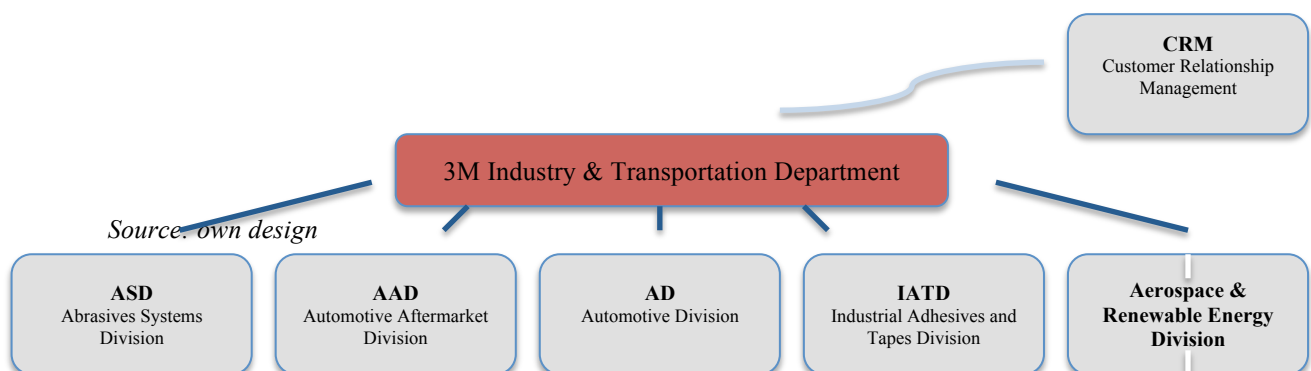 CRM
Customer Relationship
Management
3M Industry & Transportation Department
Source: own design
ASD
Abrasives Systems
Division
AAD
Automotive Aftermarket
Division
AD
Automotive Division
IATD
Industrial Adhesives and
Tapes Division
Aerospace &
Renewable Energy
Division